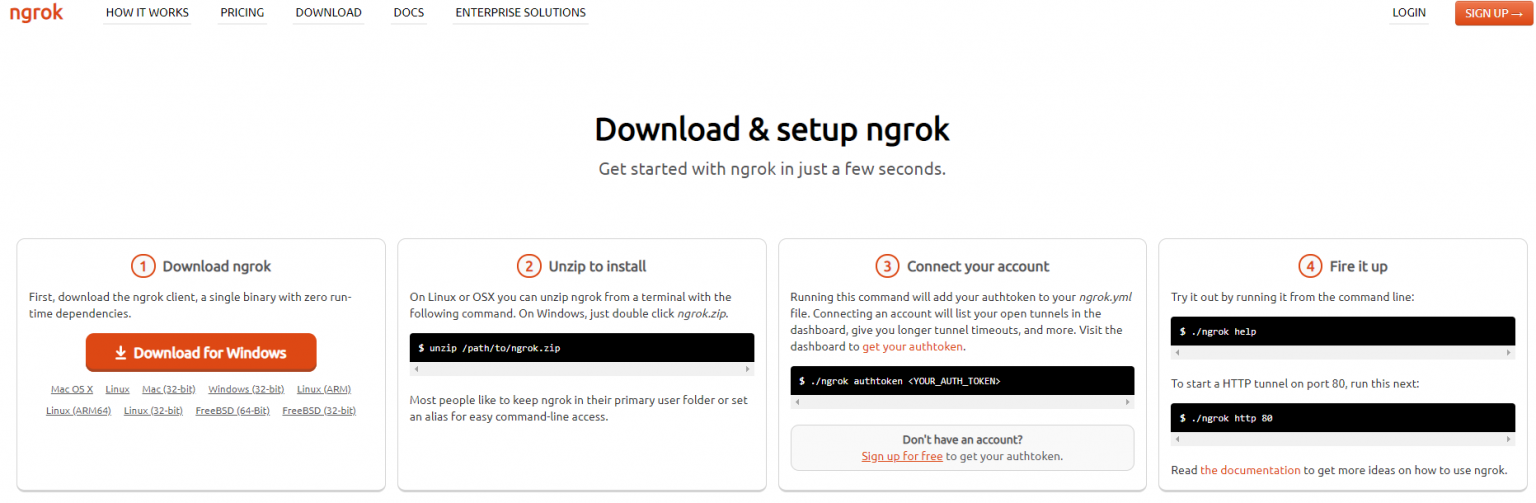 ngrok
HOW IT WORKS
PRICING
DOWNLOAD
DOCS
ENTERPRISE SOLUTIONS
LOGIN
SIGN UP →
Download & setup ngrok
Get started with ngrok in just a few seconds.
1 Download ngrok
First, download the ngrok client, a single binary with zero run-
time dependencies.
Download for Windows
Mac OS X Linux Mac (32-bit) Windows (32-bit) Linux (ARM)
Linux (ARM64) Linux (32-bit) FreeBSD (64-Bit) FreeBSD (32-bit)
2 Unzip to install
On Linux or OSX you can unzip ngrok from a terminal with the
following command. On Windows, just double click ngrok.zip.
$ unzip /path/to/ngrok.zip
Most people like to keep ngrok in their primary user folder or set
an alias for easy command-line access.
3 Connect your account
Running this command will add your authtoken to your ngrok.yml
file. Connecting an account will list your open tunnels in the
dashboard, give you longer tunnel timeouts, and more. Visit the
dashboard to get your authtoken.
$ ./ngrok authtoken <YOUR_AUTH_TOKEN>
Don't have an account?
Sign up for free to get your authtoken.
4 Fire it up
Try it out by running it from the command line:
$ ./ngrok help
To start a HTTP tunnel on port 80, run this next:
$ ./ngrok http 80
Read the documentation to get more ideas on how to use ngrok.